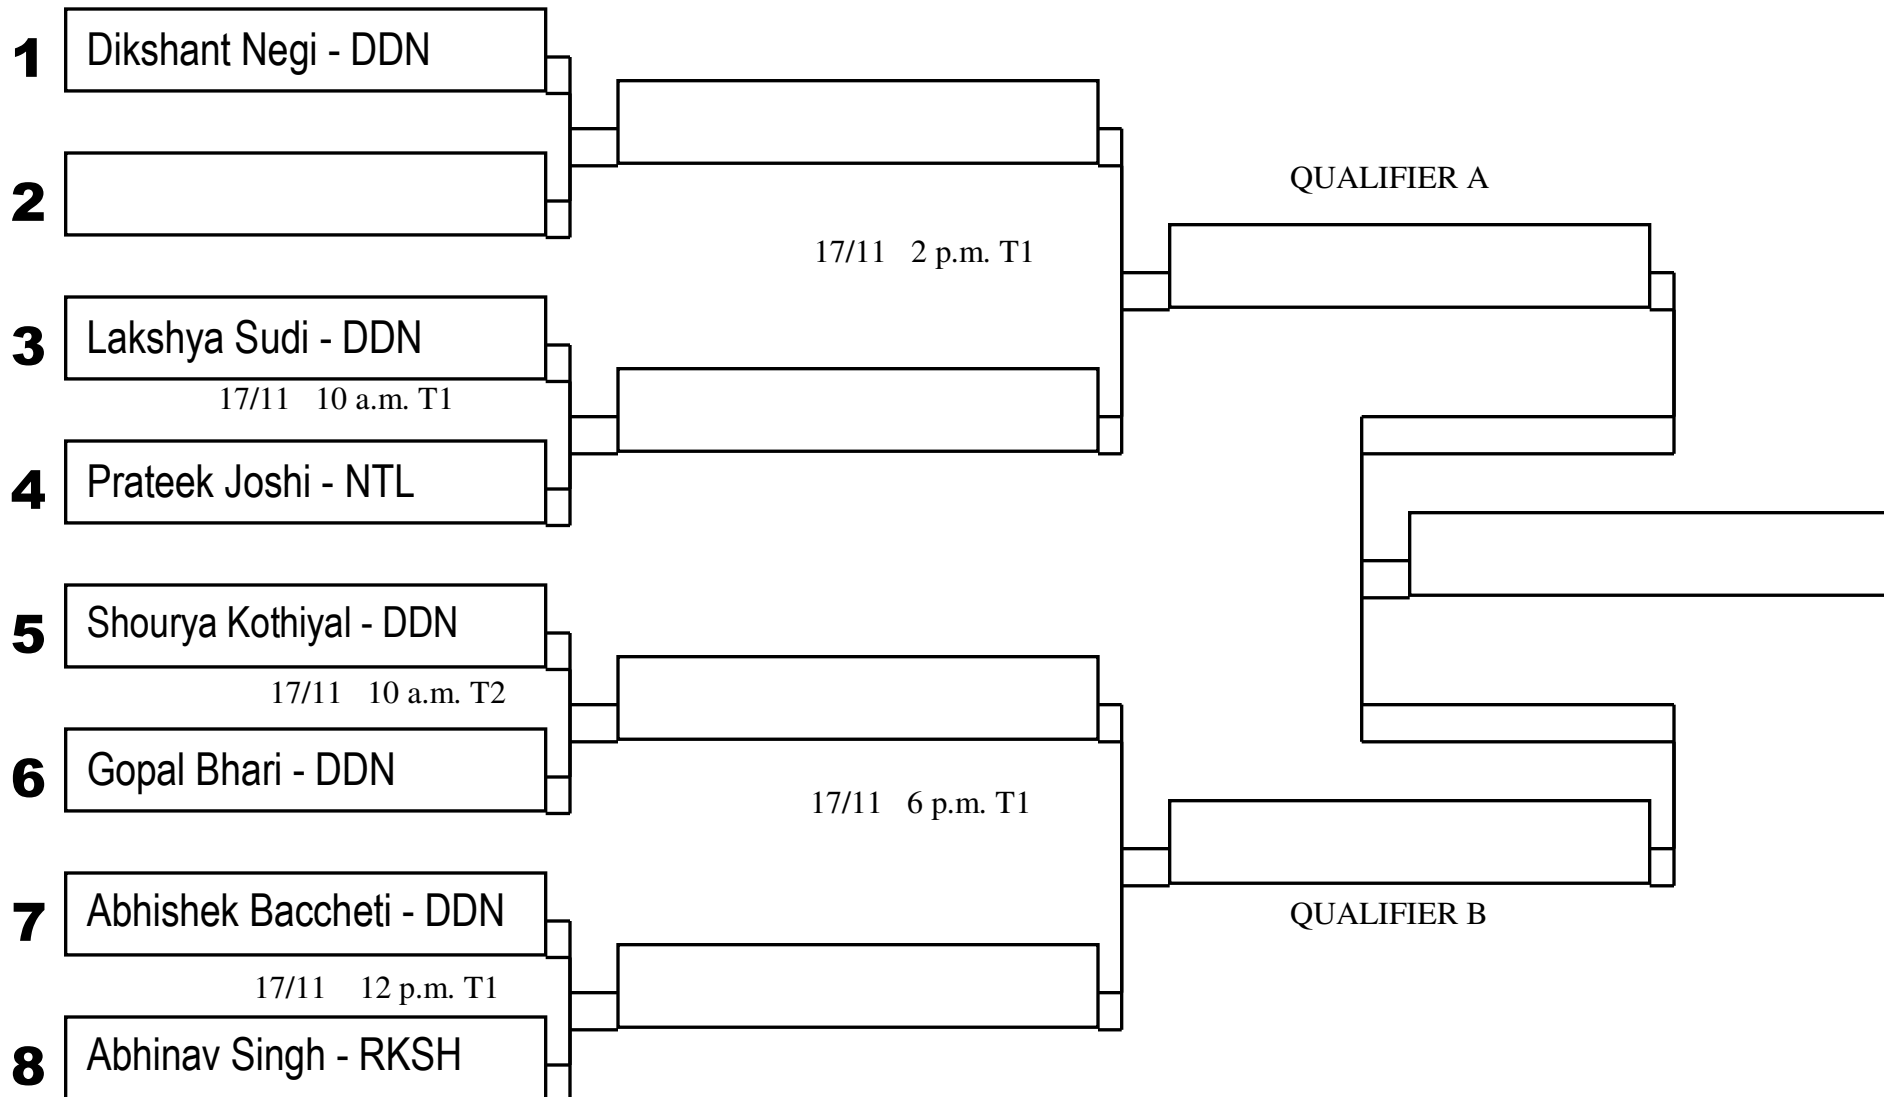 1 Dikshant Negi - DDN
2
QUALIFIER A
17/11 2 p.m. T1
3 Lakshya Sudi - DDN
17/11 10 a.m. T1
4 Prateek Joshi - NTL
5 Shourya Kothiyal - DDN
17/11 10 a.m. T2
6 Gopal Bhari - DDN
17/11 6 p.m. T1
7 Abhishek Baccheti - DDN
QUALIFIER B
17/11 12 p.m. T1
8 Abhinav Singh - RKSH